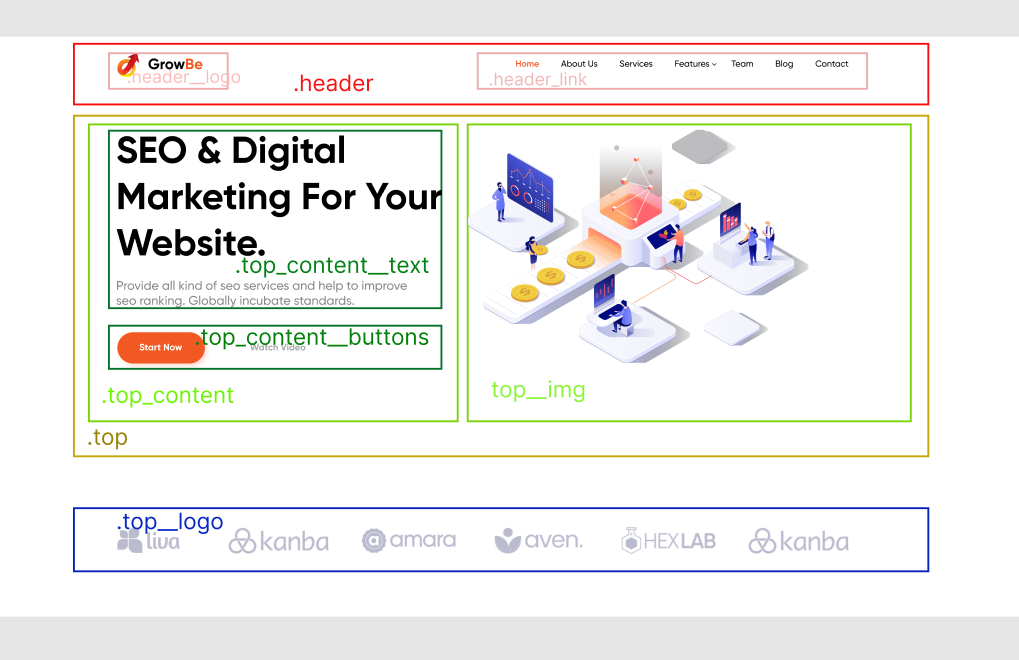 GrowBe
.header__logo
.header
Home About Us Services Features Team Blog Contact
.header_link
SEO & Digital
Marketing For Your
Website.
.top_content__text
Provide all kind of seo services and help to improve
seo ranking. Globally incubate standards.
.top_content__buttons
Start Now Watch Video
.top_content
top__img
.top
.top__logo
liva kanba amara aven. HEXLAB kanba